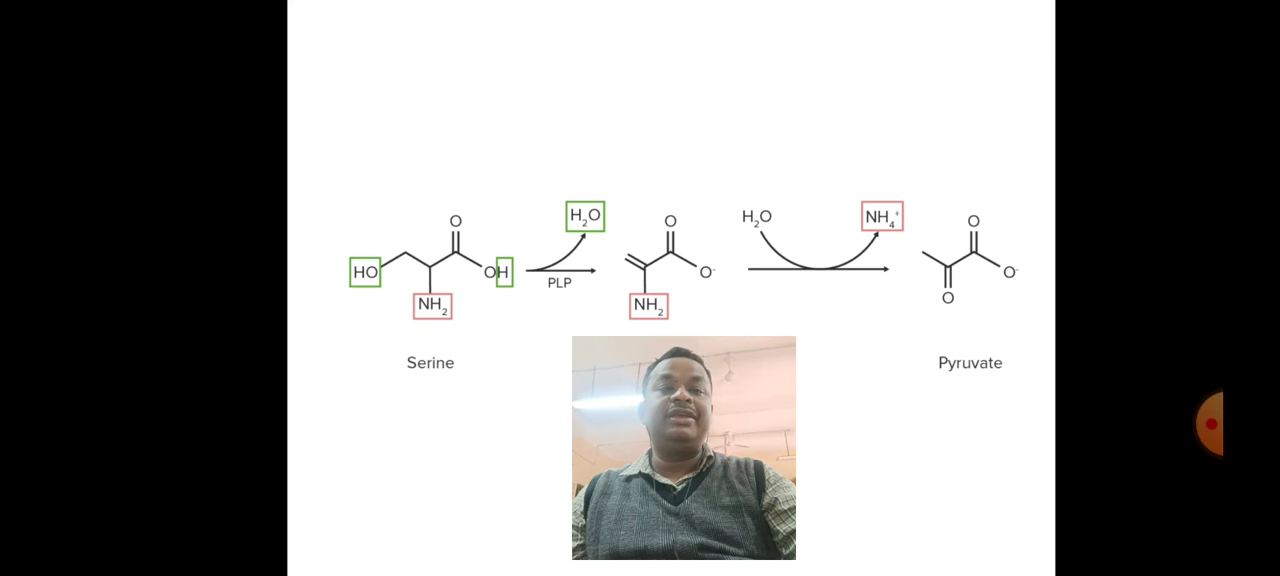 O
HO
OH
NH₂
Serine
H₂O
PLP
O
O⁻
NH₂
H₂O
NH₄⁺
O
O⁻
O
Pyruvate